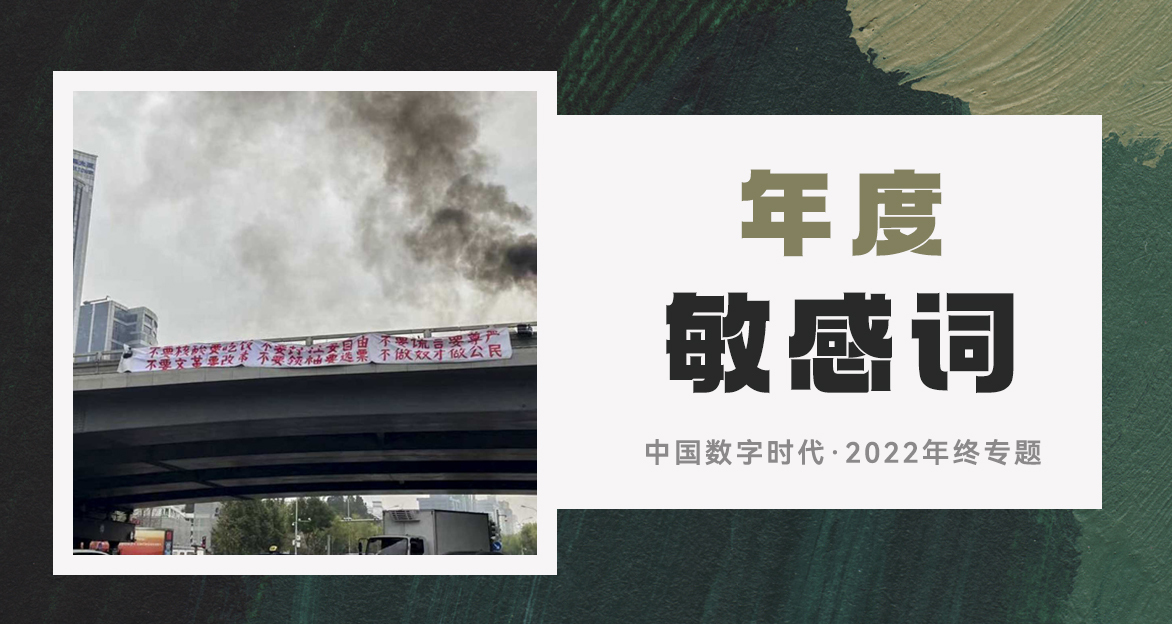 不要核酸要吃饭 不要封控要自由 不要谎言要尊严
不要文革要改革 不要领袖要选票 不做奴才做公民
年度
敏感词
中国数字时代·2022年终专题